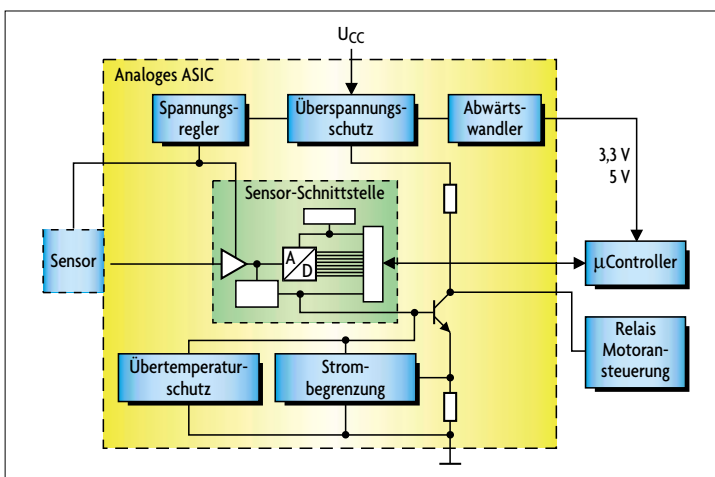 U_CC
Analoges ASIC
Spannungs-
regler
Überspannungs-
schutz
Abwärts-
wandler
3,3 V
5 V
Sensor-Schnittstelle
Sensor
A
D
µController
Relais
Motoran-
steuerung
Übertemperatur-
schutz
Strom-
begrenzung